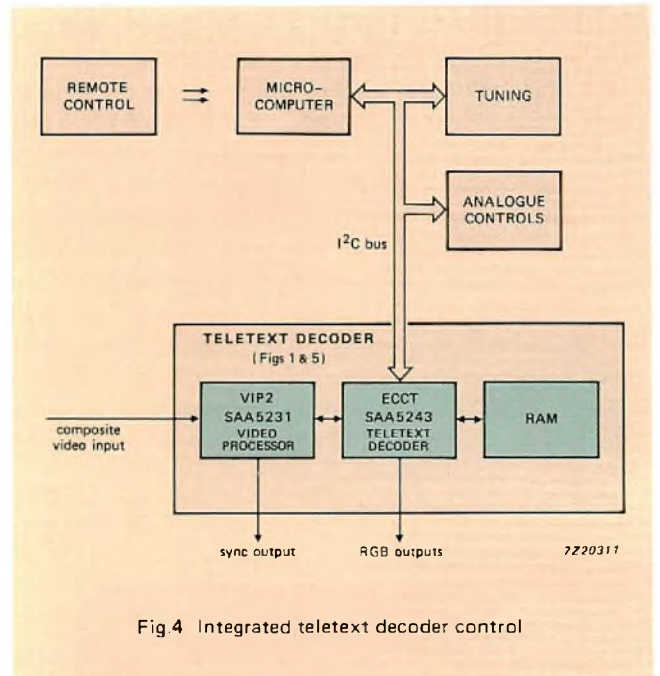 REMOTE
CONTROL
MICRO-
COMPUTER
TUNING
ANALOGUE
CONTROLS
I²C bus
TELETEXT DECODER
(Figs 1 & 5)
VIP2
SAA5231
VIDEO
PROCESSOR
ECCT
SAA5243
TELETEXT
DECODER
RAM
composite
video input
sync output
RGB outputs
7Z20311
Fig.4 Integrated teletext decoder control